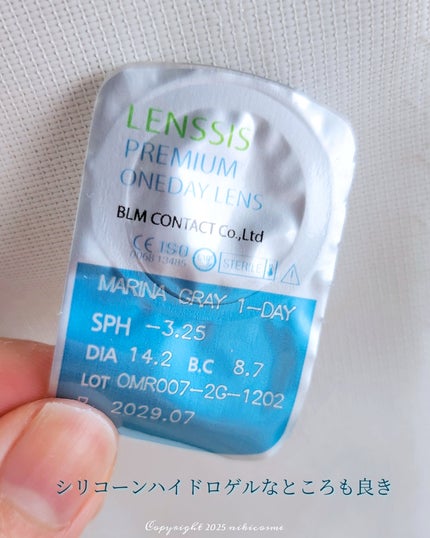 LENSSIS
PREMIUM
ONEDAY LENS
BLM CONTACT Co.,Ltd
CE ISO
13485
STERILE
MARINA GRAY 1-DAY
SPH -3.25
DIA 14.2 B.C 8.7
LOT OMR007-2G-1202
2029.07
シリコーンハイドロゲルなところも良き
Copyright 2025 nikicosme